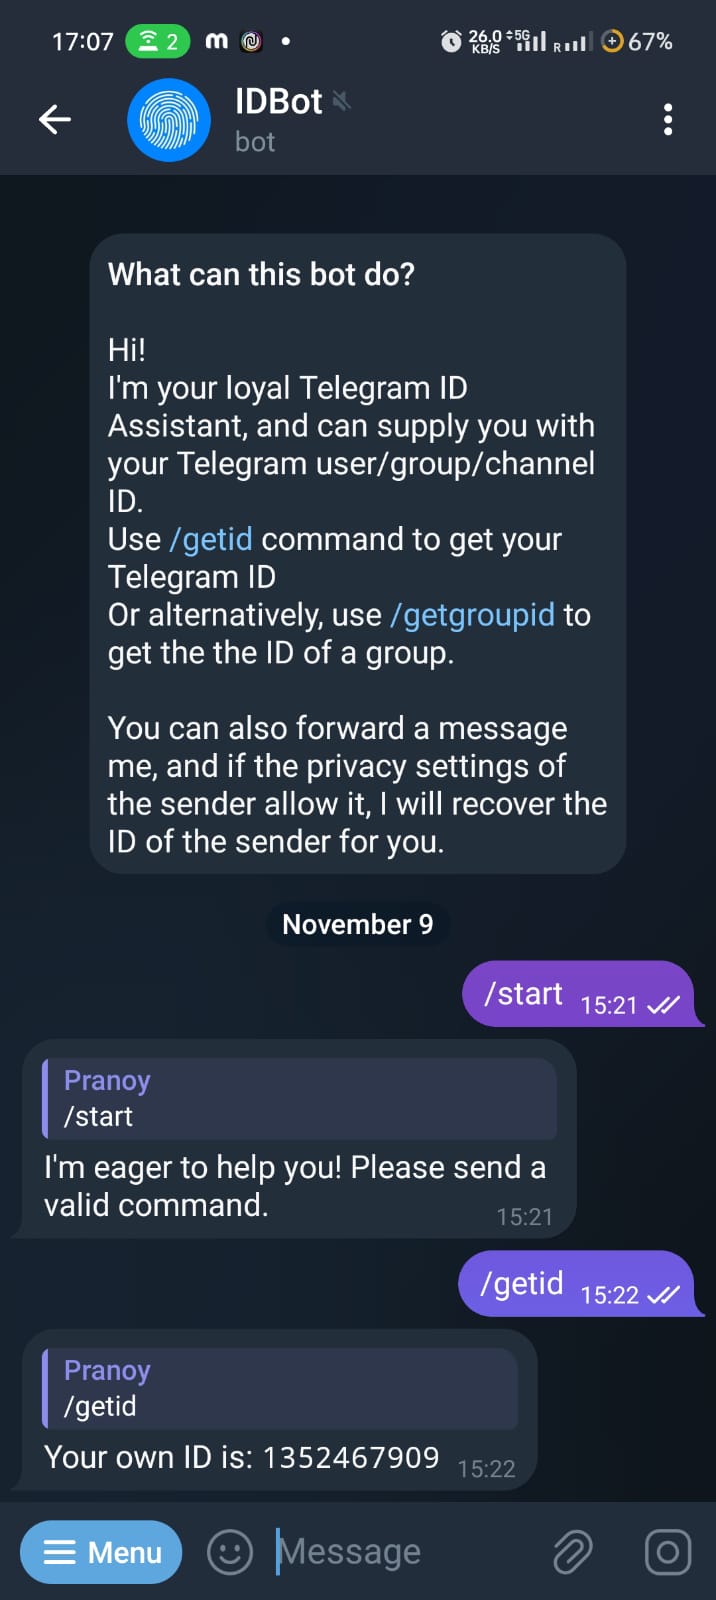 17:07 2 m 26.0 KB/S 5G R 67%
IDBot
bot
What can this bot do?
Hi!
I'm your loyal Telegram ID
Assistant, and can supply you with
your Telegram user/group/channel
ID.
Use /getid command to get your
Telegram ID
Or alternatively, use /getgroupid to
get the the ID of a group.
You can also forward a message
me, and if the privacy settings of
the sender allow it, I will recover the
ID of the sender for you.
November 9
/start 15:21
Pranoy
/start
I'm eager to help you! Please send a
valid command.
15:21
/getid 15:22
Pranoy
/getid
Your own ID is: 1352467909 15:22
Menu Message